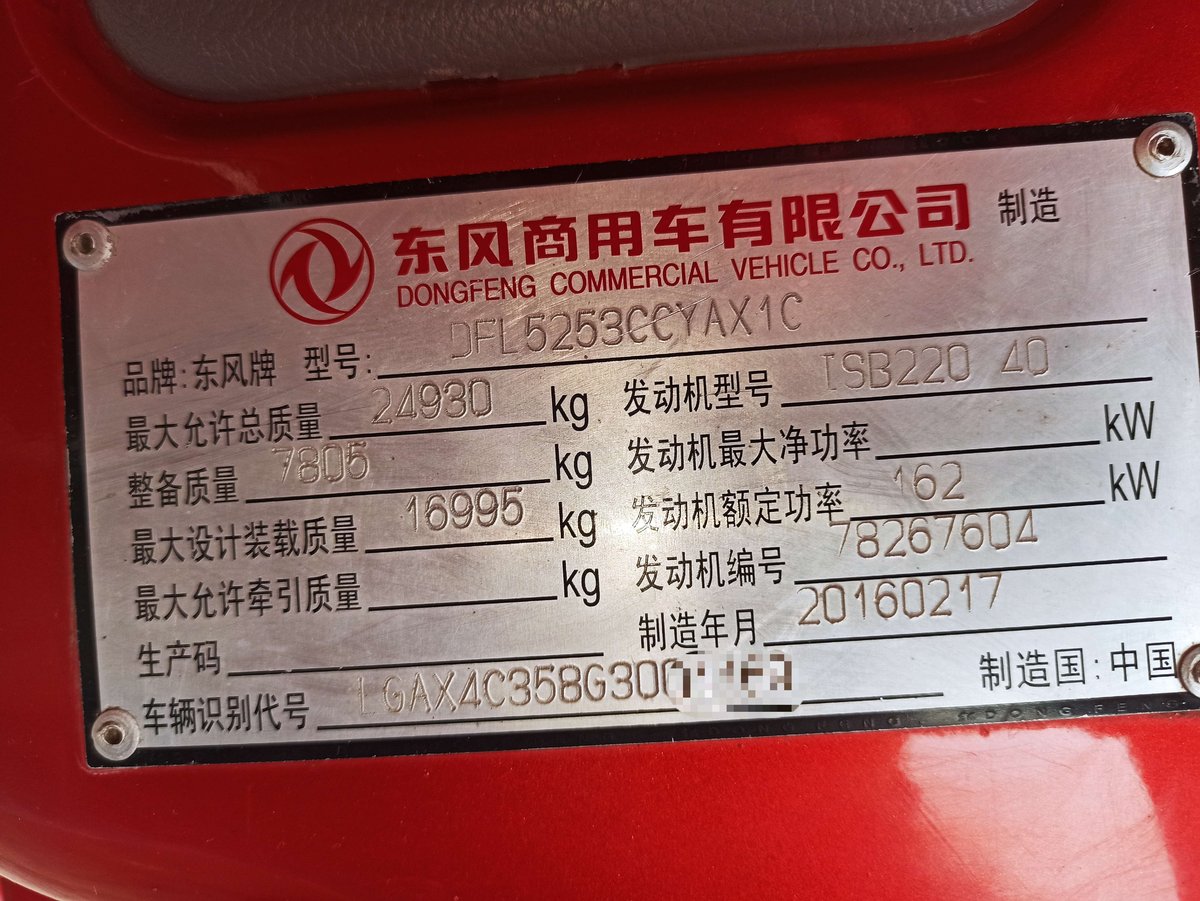 东风商用车有限公司 制造
DONGFENG COMMERCIAL VEHICLE CO., LTD.
品牌:东风牌 型号: DFL5253CCYAX1C
最大允许总质量 24930 kg 发动机型号 ISB220 40
整备质量 7805 kg 发动机最大净功率 kW
最大设计装载质量 16995 kg 发动机额定功率 162 kW
最大允许牵引质量 kg 发动机编号 78267604
生产码 制造年月 20160217
车辆识别代号 LGAX4C358G300 制造国:中国
DONG FENG